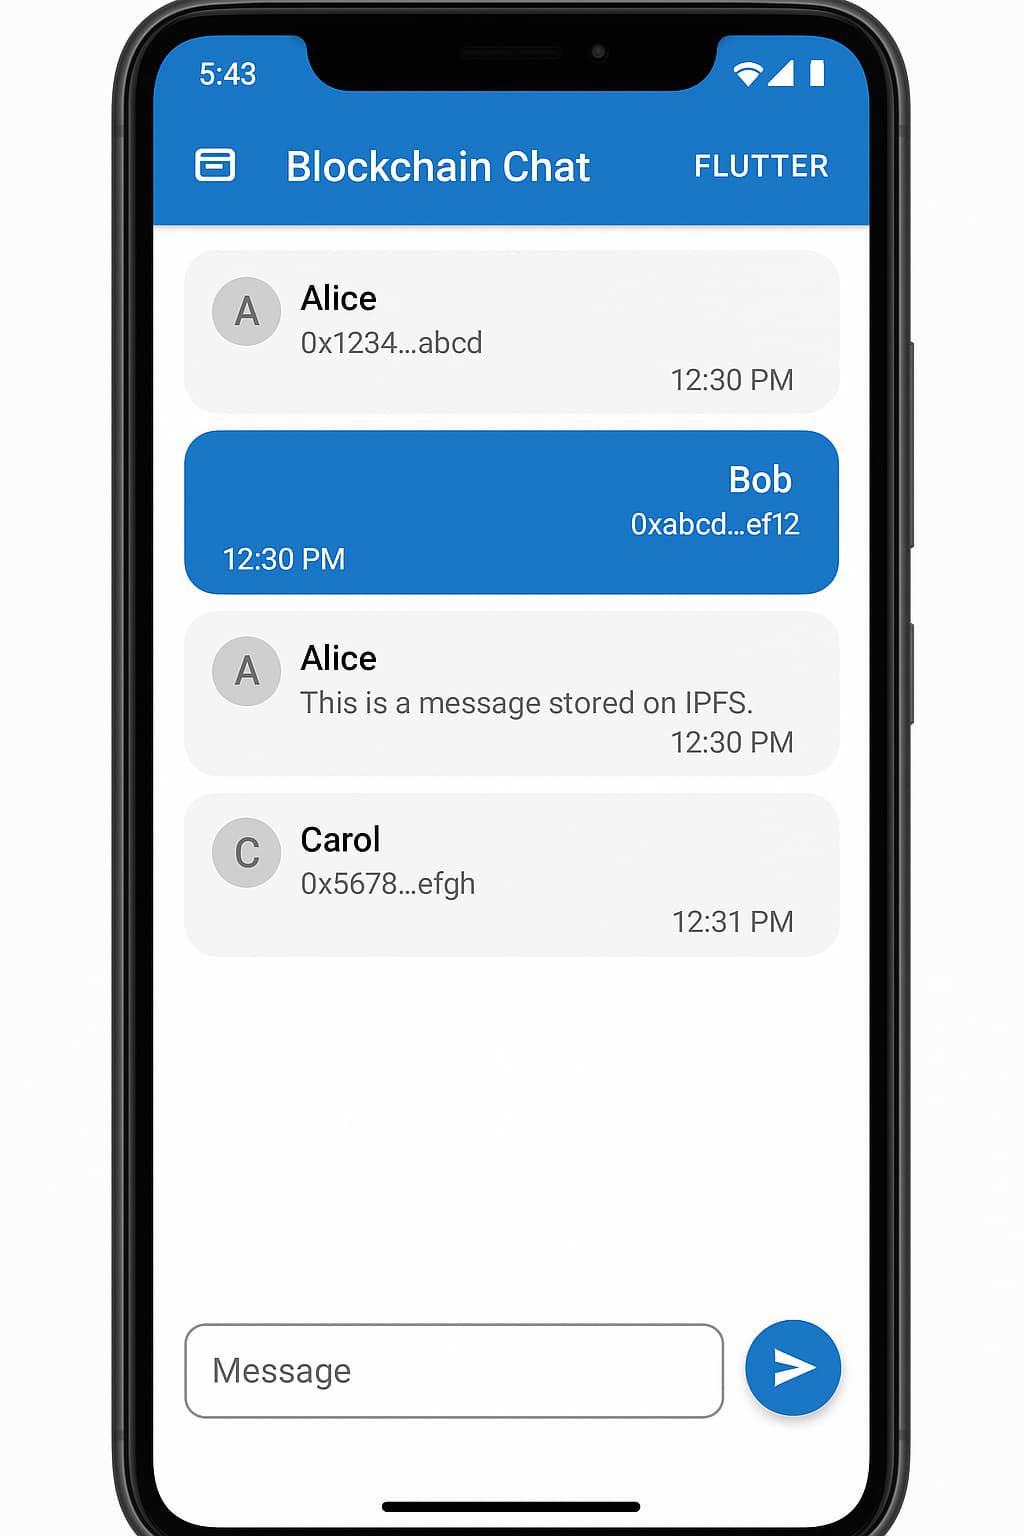 5:43
Blockchain Chat FLUTTER
A
Alice
0x1234...abcd
12:30 PM
Bob
0xabcd...ef12
12:30 PM
A
Alice
This is a message stored on IPFS.
12:30 PM
C
Carol
0x5678...efgh
12:31 PM
Message